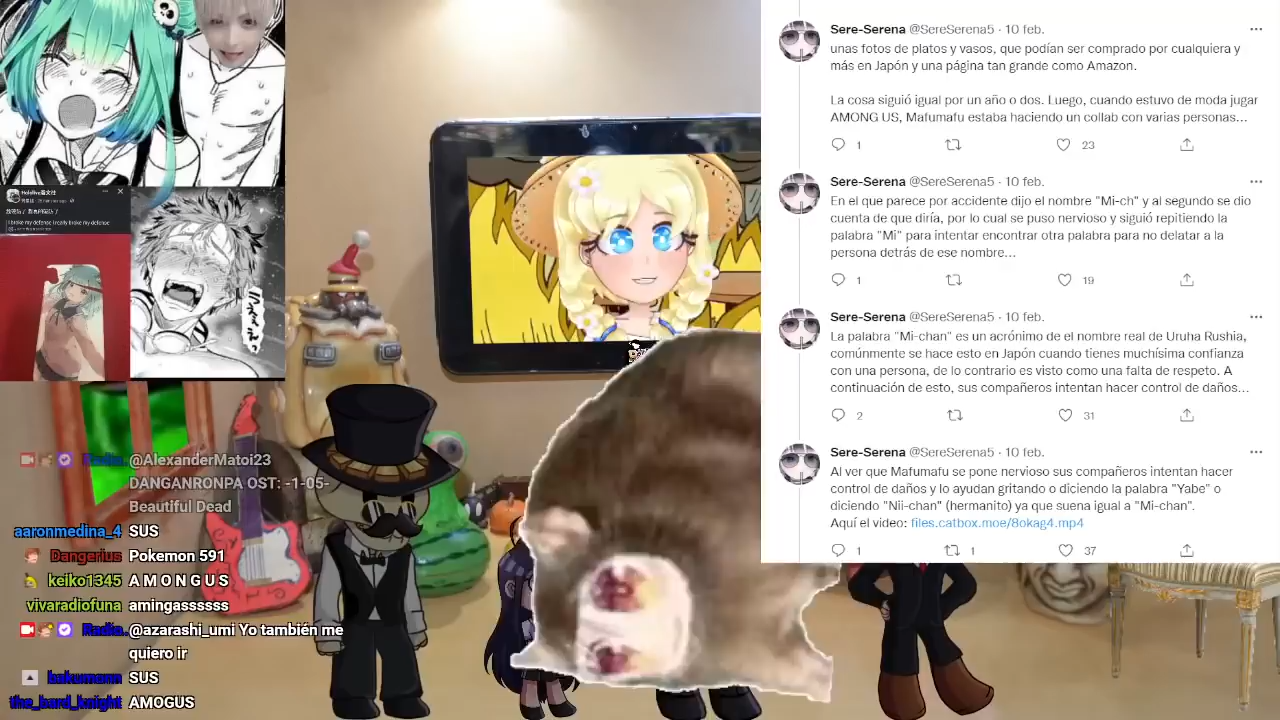 Sere-Serena @SereSerena5 · 10 feb.
unas fotos de platos y vasos, que podían ser comprado por cualquiera y
más en Japón y una página tan grande como Amazon.
La cosa siguió igual por un año o dos. Luego, cuando estuvo de moda jugar
AMONG US, Mafumafu estaba haciendo un collab con varias personas...
1 23
Sere-Serena @SereSerena5 · 10 feb.
En el que parece por accidente dijo el nombre "Mi-ch" y al segundo se dio
cuenta de que diría, por lo cual se puso nervioso y siguió repitiendo la
palabra "Mi" para intentar encontrar otra palabra para no delatar a la
persona detrás de ese nombre...
1 19
Sere-Serena @SereSerena5 · 10 feb.
La palabra "Mi-chan" es un acrónimo de el nombre real de Uruha Rushia,
comúnmente se hace esto en Japón cuando tienes muchísima confianza
con una persona, de lo contrario es visto como una falta de respeto. A
continuación de esto, sus compañeros intentan hacer control de daños...
2 31
Sere-Serena @SereSerena5 · 10 feb.
Al ver que Mafumafu se pone nervioso sus compañeros intentan hacer
control de daños y lo ayudan gritando o diciendo la palabra "Yabe" o
diciendo "Nii-chan" (hermanito) ya que suena igual a "Mi-chan".
Aquí el video: files.catbox.moe/8okag4.mp4
1 1 37
I broke my defense I really broke my defense
@AlexanderMatoi23
DANGANRONPA OST: -1-05-
Beautiful Dead
aaronmedina_4 SUS
Dangerius Pokemon 591
keiko1345 A M O N G U S
vivaradiofuna amingassssss
@azarashi_umi Yo también me
quiero ir
bakumann SUS
the_bard_knight AMOGUS